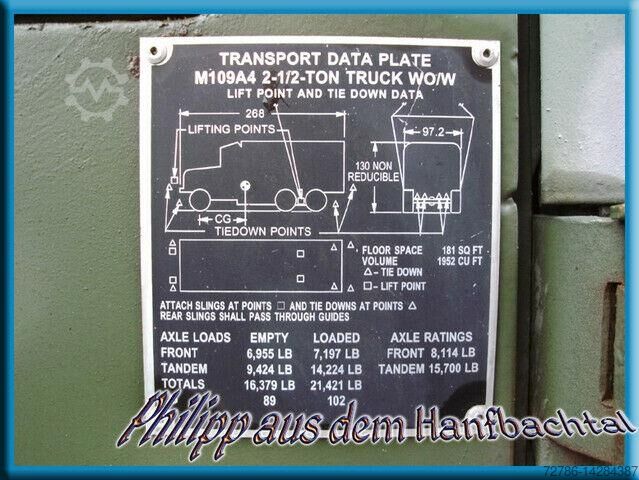 TRANSPORT DATA PLATE
M109A4 2-1/2-TON TRUCK WO/W
LIFT POINT AND TIE DOWN DATA
268
97.2
LIFTING POINTS
130 NON
REDUCIBLE
CG
TIEDOWN POINTS
FLOOR SPACE 181 SQ FT
VOLUME 1952 CU FT
△ - TIE DOWN
□ - LIFT POINT
ATTACH SLINGS AT POINTS □ AND TIE DOWNS AT POINTS △
REAR SLINGS SHALL PASS THROUGH GUIDES
AXLE LOADS EMPTY LOADED AXLE RATINGS
FRONT 6,955 LB 7,197 LB FRONT 8,114 LB
TANDEM 9,424 LB 14,224 LB TANDEM 15,700 LB
TOTALS 16,379 LB 21,421 LB
89 102
Philipp aus dem Hanfbachtal
72786-14284387